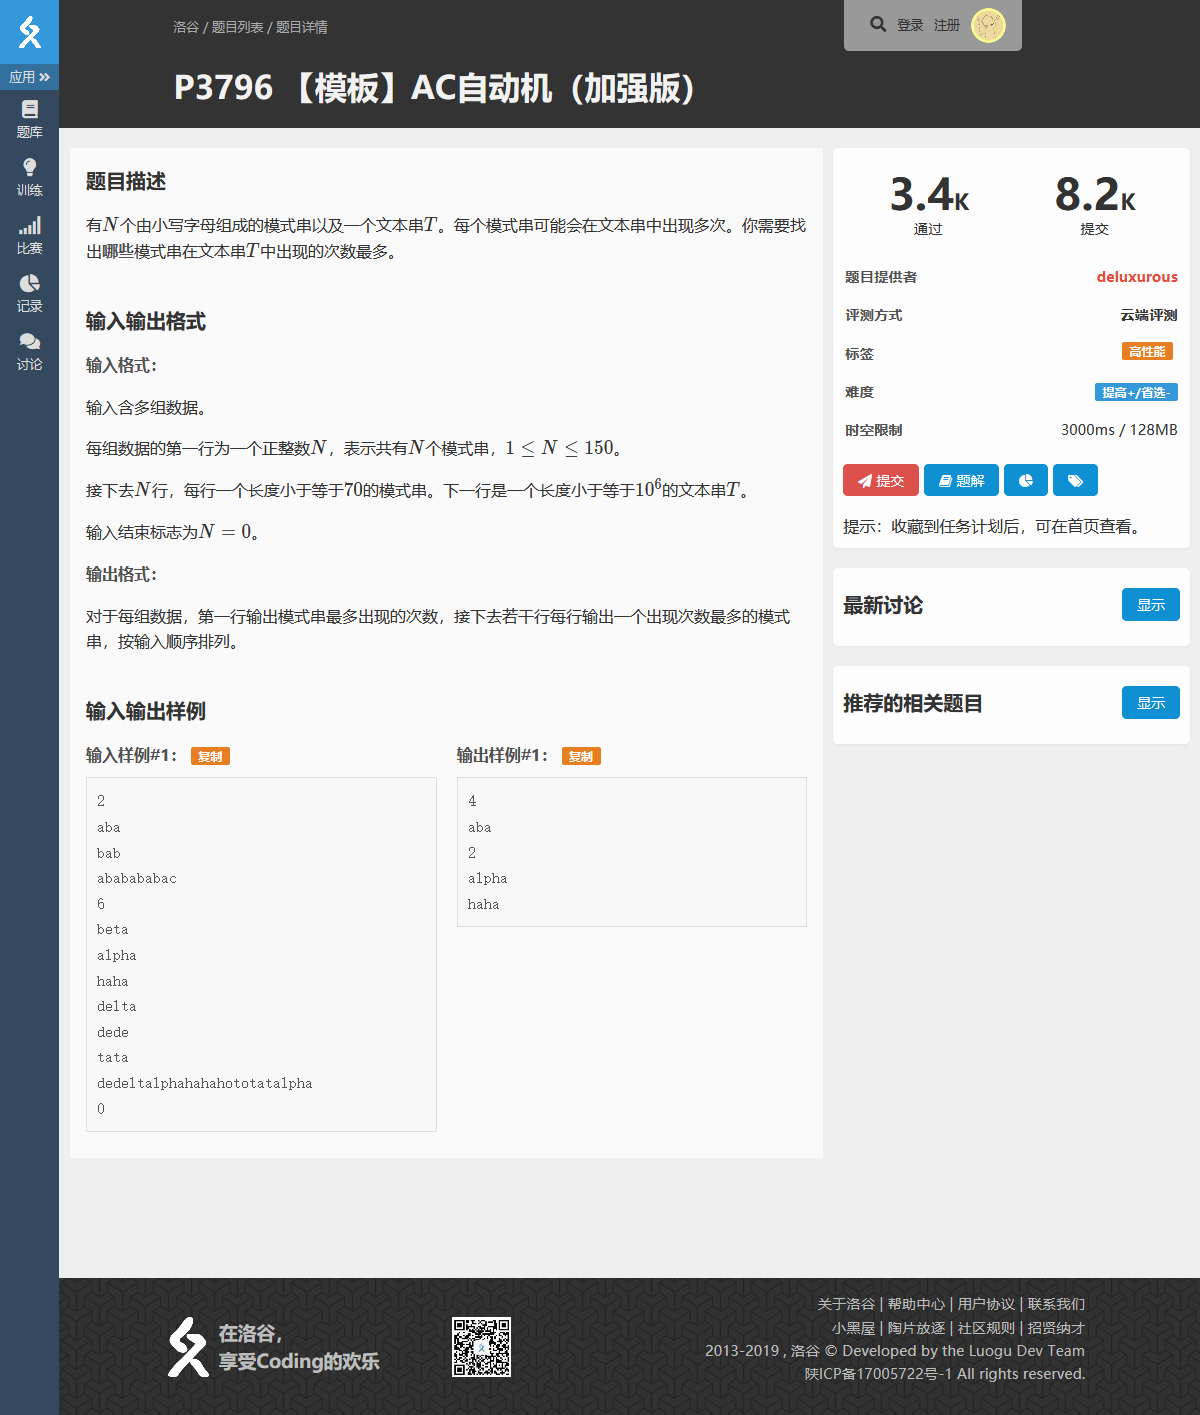 洛谷 / 题目列表 / 题目详情
登录 注册
P3796 【模板】AC自动机（加强版）
应用
题库
训练
比赛
记录
讨论
题目描述
有N个由小写字母组成的模式串以及一个文本串T。每个模式串可能会在文本串中出现多次。你需要找
出哪些模式串在文本串T中出现的次数最多。
输入输出格式
输入格式：
输入含多组数据。
每组数据的第一行为一个正整数N，表示共有N个模式串，1 ≤ N ≤ 150。
接下去N行，每行一个长度小于等于70的模式串。下一行是一个长度小于等于10^6的文本串T。
输入结束标志为N = 0。
输出格式：
对于每组数据，第一行输出模式串最多出现的次数，接下去若干行每行输出一个出现次数最多的模式
串，按输入顺序排列。
输入输出样例
输入样例#1： 复制
2
aba
bab
ababababac
6
beta
alpha
haha
delta
dede
tata
dedeltalphahahahototatalpha
0
输出样例#1： 复制
4
aba
2
alpha
haha
3.4K
通过
8.2K
提交
题目提供者 deluxurous
评测方式 云端评测
标签 高性能
难度 提高+/省选-
时空限制 3000ms / 128MB
提交 题解
提示：收藏到任务计划后，可在首页查看。
最新讨论 显示
推荐的相关题目 显示
在洛谷，
享受Coding的欢乐
关于洛谷 | 帮助中心 | 用户协议 | 联系我们
小黑屋 | 陶片放逐 | 社区规则 | 招贤纳才
2013-2019 , 洛谷 © Developed by the Luogu Dev Team
陕ICP备17005722号-1 All rights reserved.